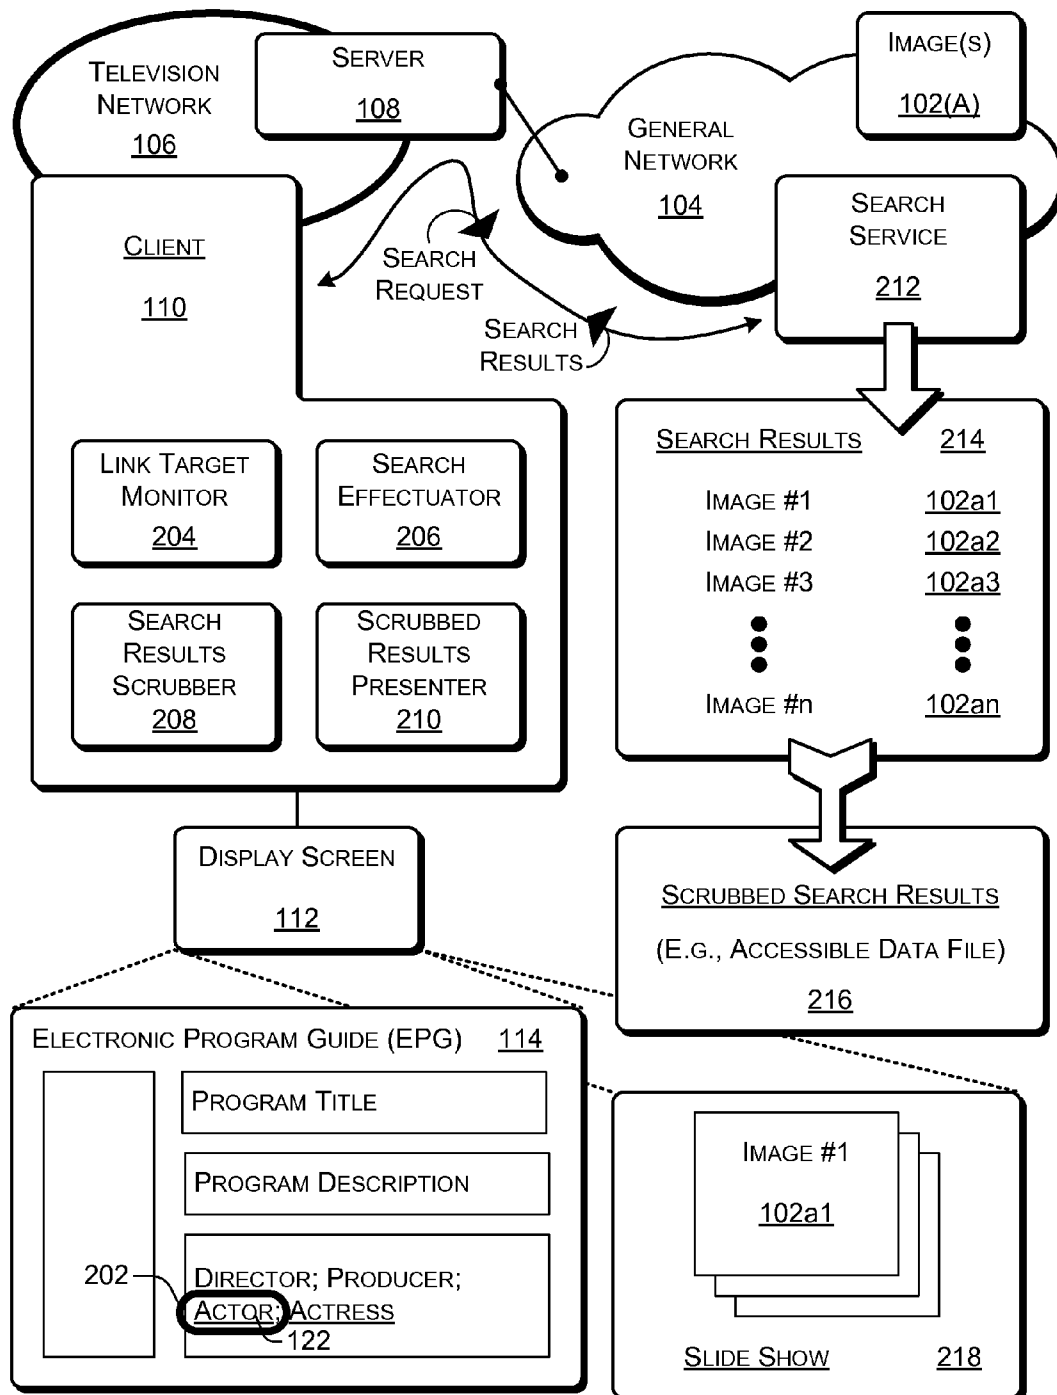 TELEVISION
NETWORK
106
SERVER
108
GENERAL
NETWORK
104
IMAGE(S)
102(A)
SEARCH
SERVICE
212
CLIENT
110
SEARCH
REQUEST
SEARCH
RESULTS
LINK TARGET
MONITOR
204
SEARCH
EFFECTUATOR
206
SEARCH
RESULTS
SCRUBBER
208
SCRUBBED
RESULTS
PRESENTER
210
SEARCH RESULTS 214
IMAGE #1 102a1
IMAGE #2 102a2
IMAGE #3 102a3
IMAGE #n 102an
DISPLAY SCREEN
112
SCRUBBED SEARCH RESULTS
(E.G., ACCESSIBLE DATA FILE)
216
ELECTRONIC PROGRAM GUIDE (EPG) 114
PROGRAM TITLE
PROGRAM DESCRIPTION
DIRECTOR; PRODUCER;
ACTOR; ACTRESS
202
122
IMAGE #1
102a1
SLIDE SHOW 218